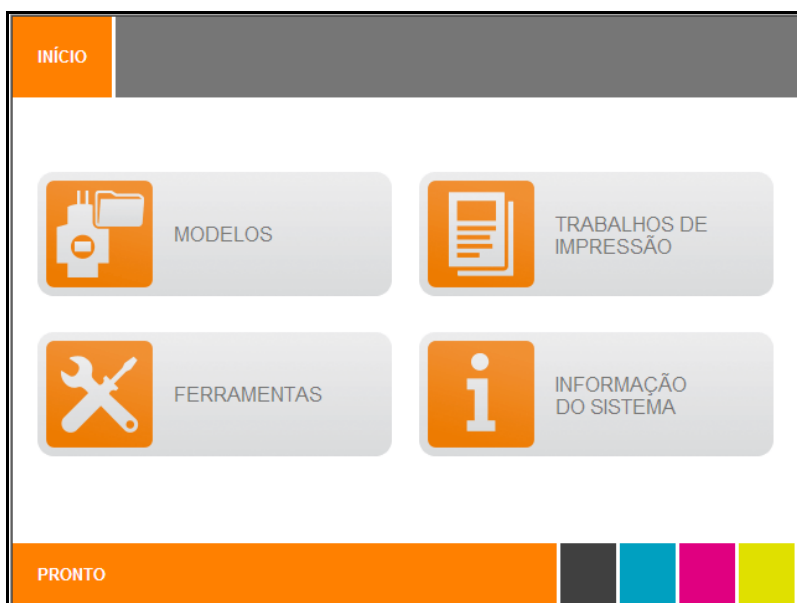 INÍCIO
MODELOS
TRABALHOS DE
IMPRESSÃO
FERRAMENTAS
INFORMAÇÃO
DO SISTEMA
PRONTO